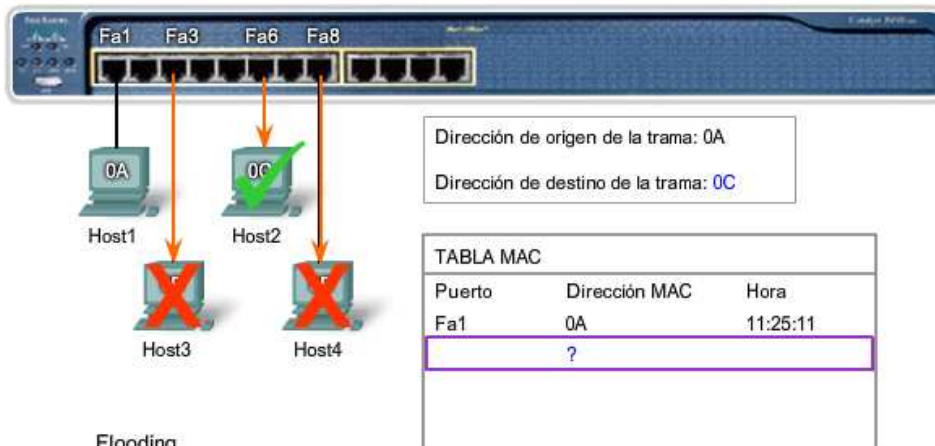 Fa1 Fa3 Fa6 Fa8
Dirección de origen de la trama: 0A
Dirección de destino de la trama: 0C
0A
0C
Host1
Host2
Host3
Host4
TABLA MAC
Puerto Dirección MAC Hora
Fa1 0A 11:25:11
?
Flooding